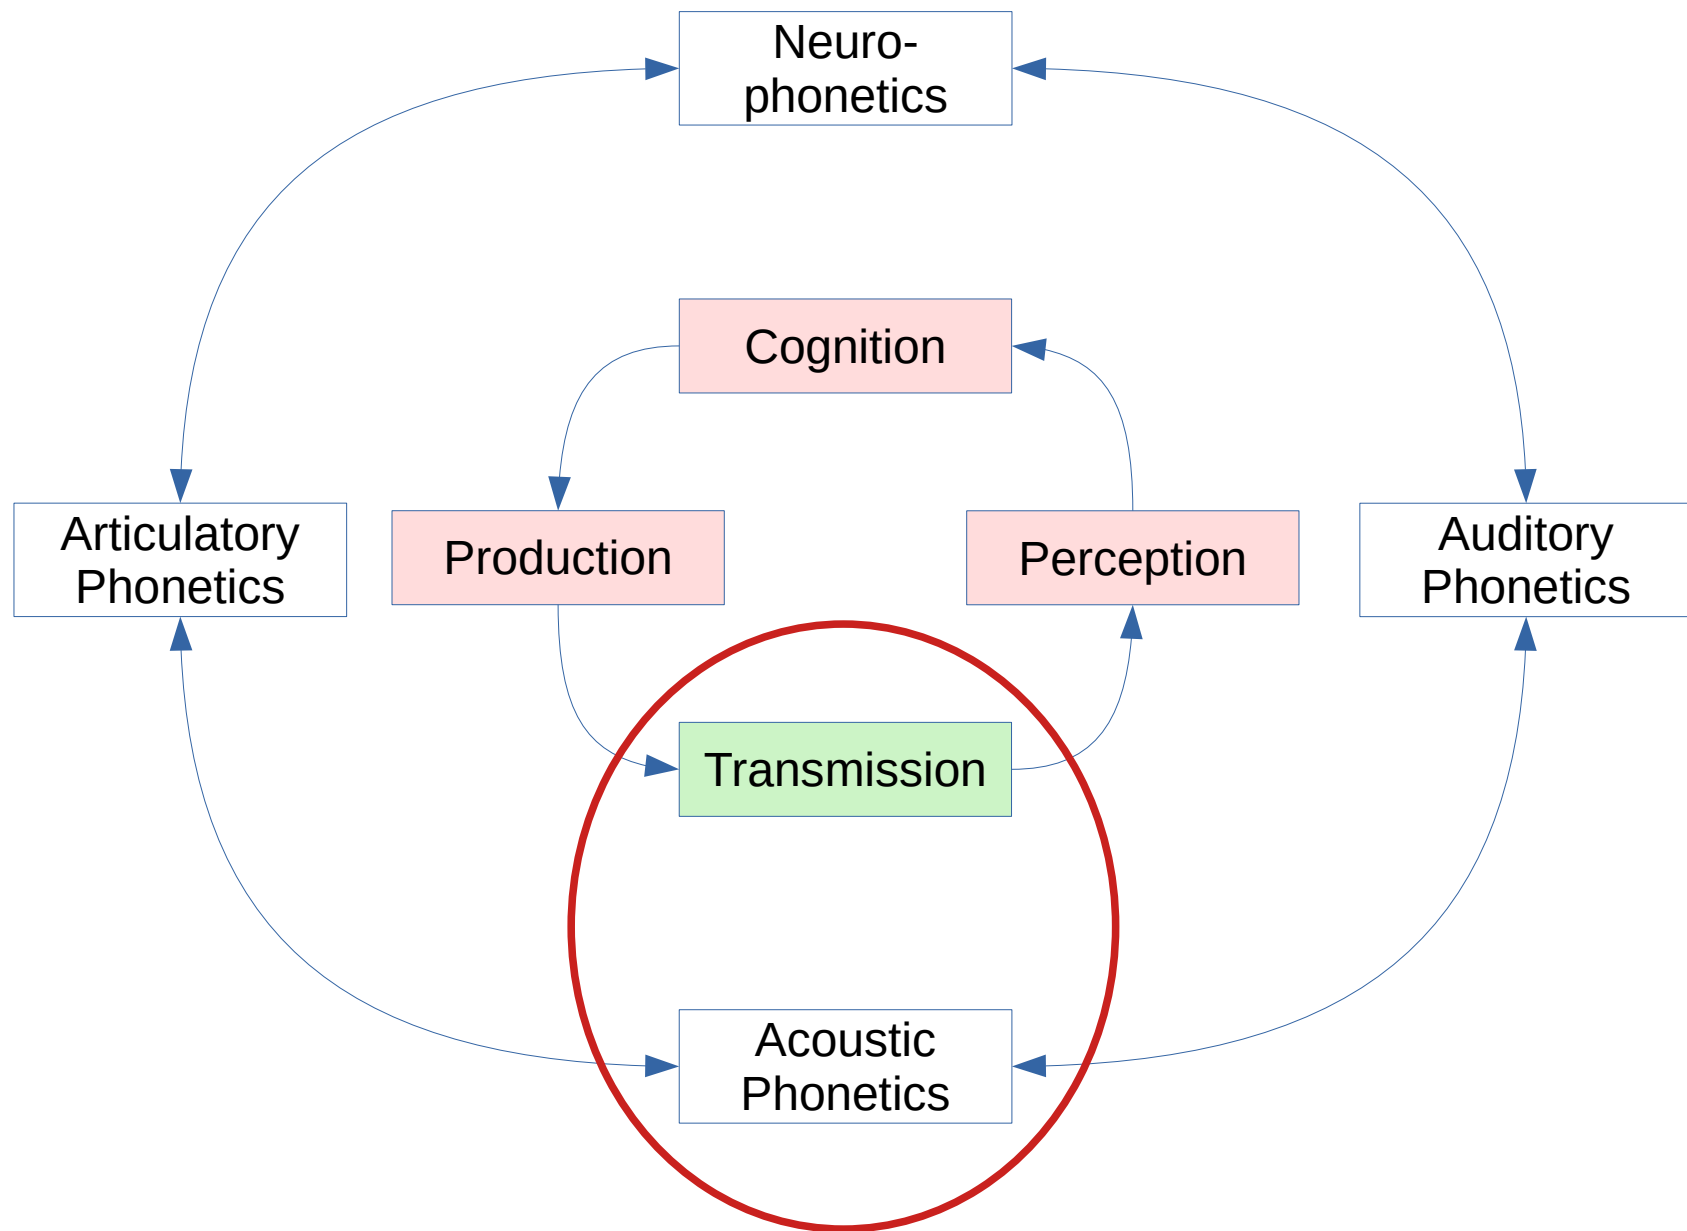 Neuro-
phonetics
Cognition
Articulatory
Phonetics
Production
Perception
Auditory
Phonetics
Transmission
Acoustic
Phonetics